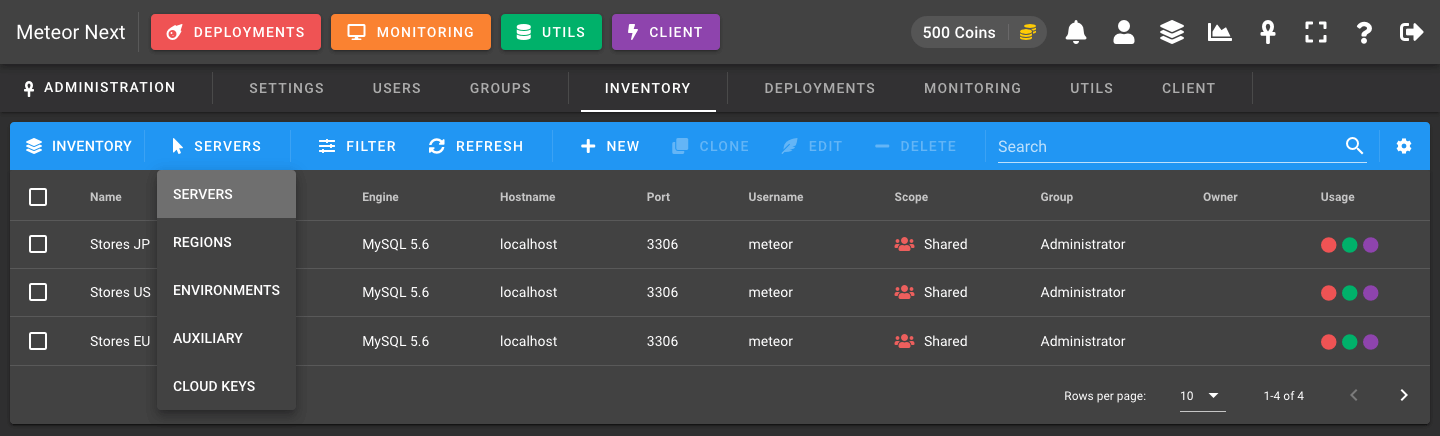 Meteor Next DEPLOYMENTS MONITORING UTILS CLIENT 500 Coins
ADMINISTRATION SETTINGS USERS GROUPS INVENTORY DEPLOYMENTS MONITORING UTILS CLIENT
INVENTORY SERVERS FILTER REFRESH NEW CLONE EDIT DELETE Search
Name Engine Hostname Port Username Scope Group Owner Usage
Stores JP MySQL 5.6 localhost 3306 meteor Shared Administrator
Stores US MySQL 5.6 localhost 3306 meteor Shared Administrator
Stores EU MySQL 5.6 localhost 3306 meteor Shared Administrator
SERVERS
REGIONS
ENVIRONMENTS
AUXILIARY
CLOUD KEYS
Rows per page: 10 1-4 of 4